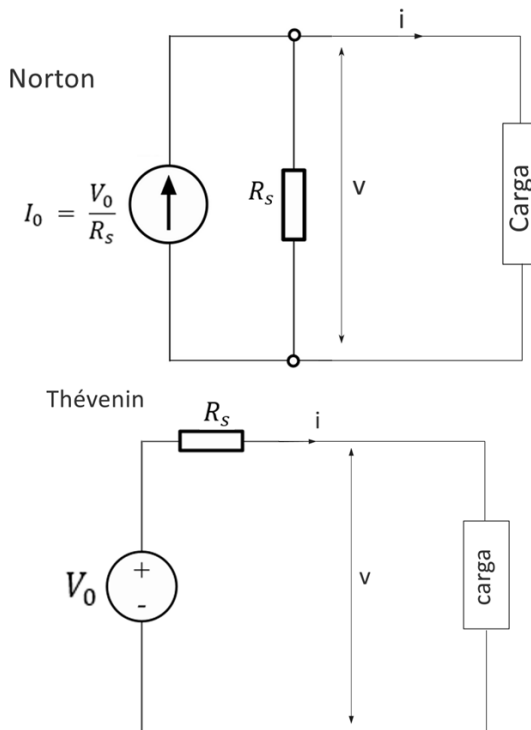 i
Norton
I₀ = V₀/Rₛ
Rₛ
v
Carga
Thévenin
Rₛ
i
V₀
+
-
v
carga